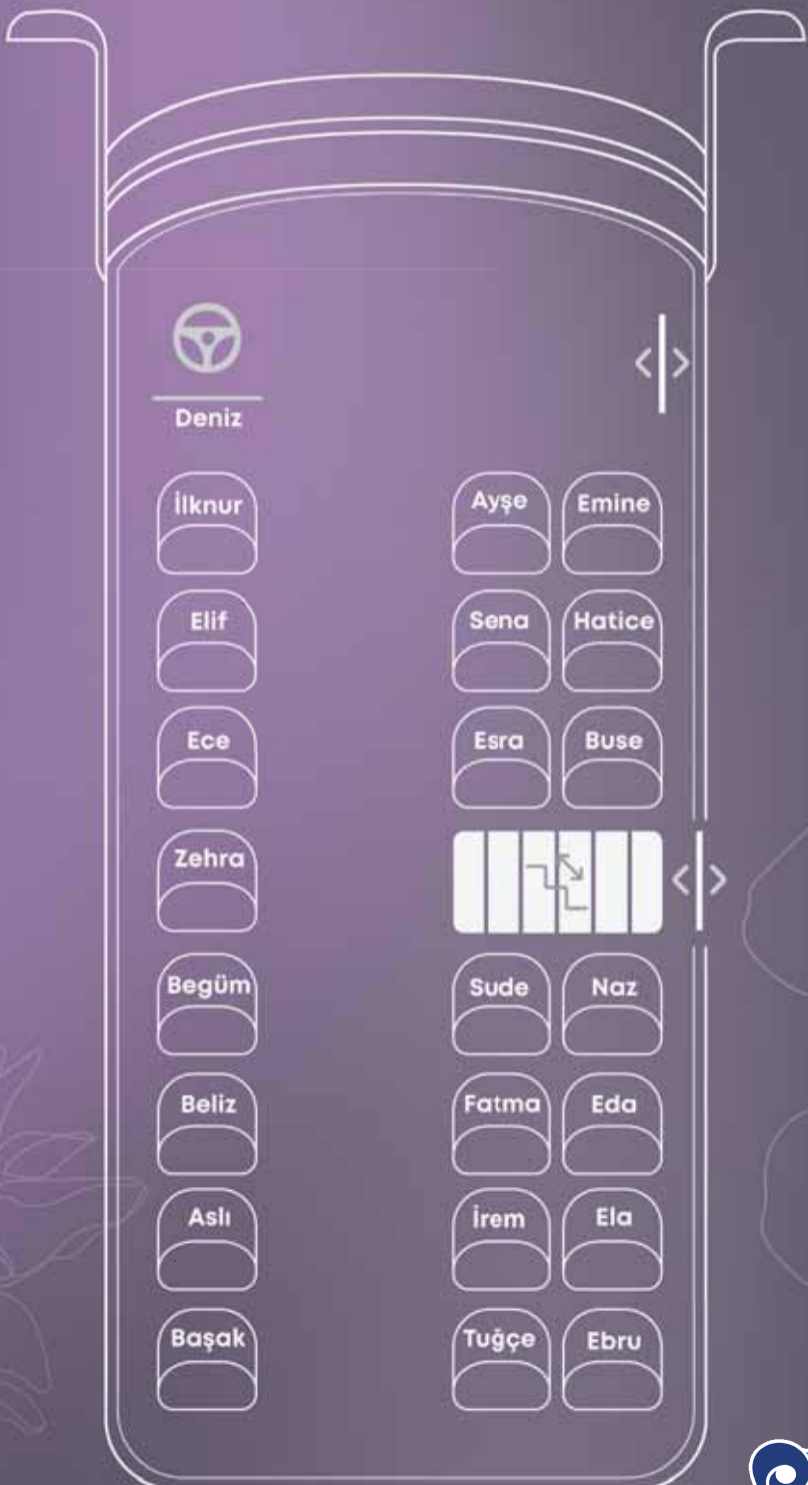 Deniz
İlknur Ayşe Emine
Elif Sena Hatice
Ece Esra Buse
Zehra
Begüm Sude Naz
Beliz Fatma Eda
Aslı İrem Ela
Başak Tuğçe Ebru